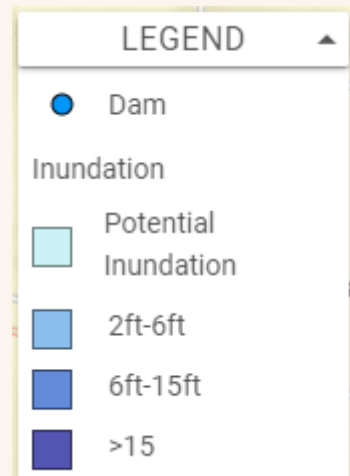 LEGEND
Dam
Inundation
Potential
Inundation
2ft-6ft
6ft-15ft
>15